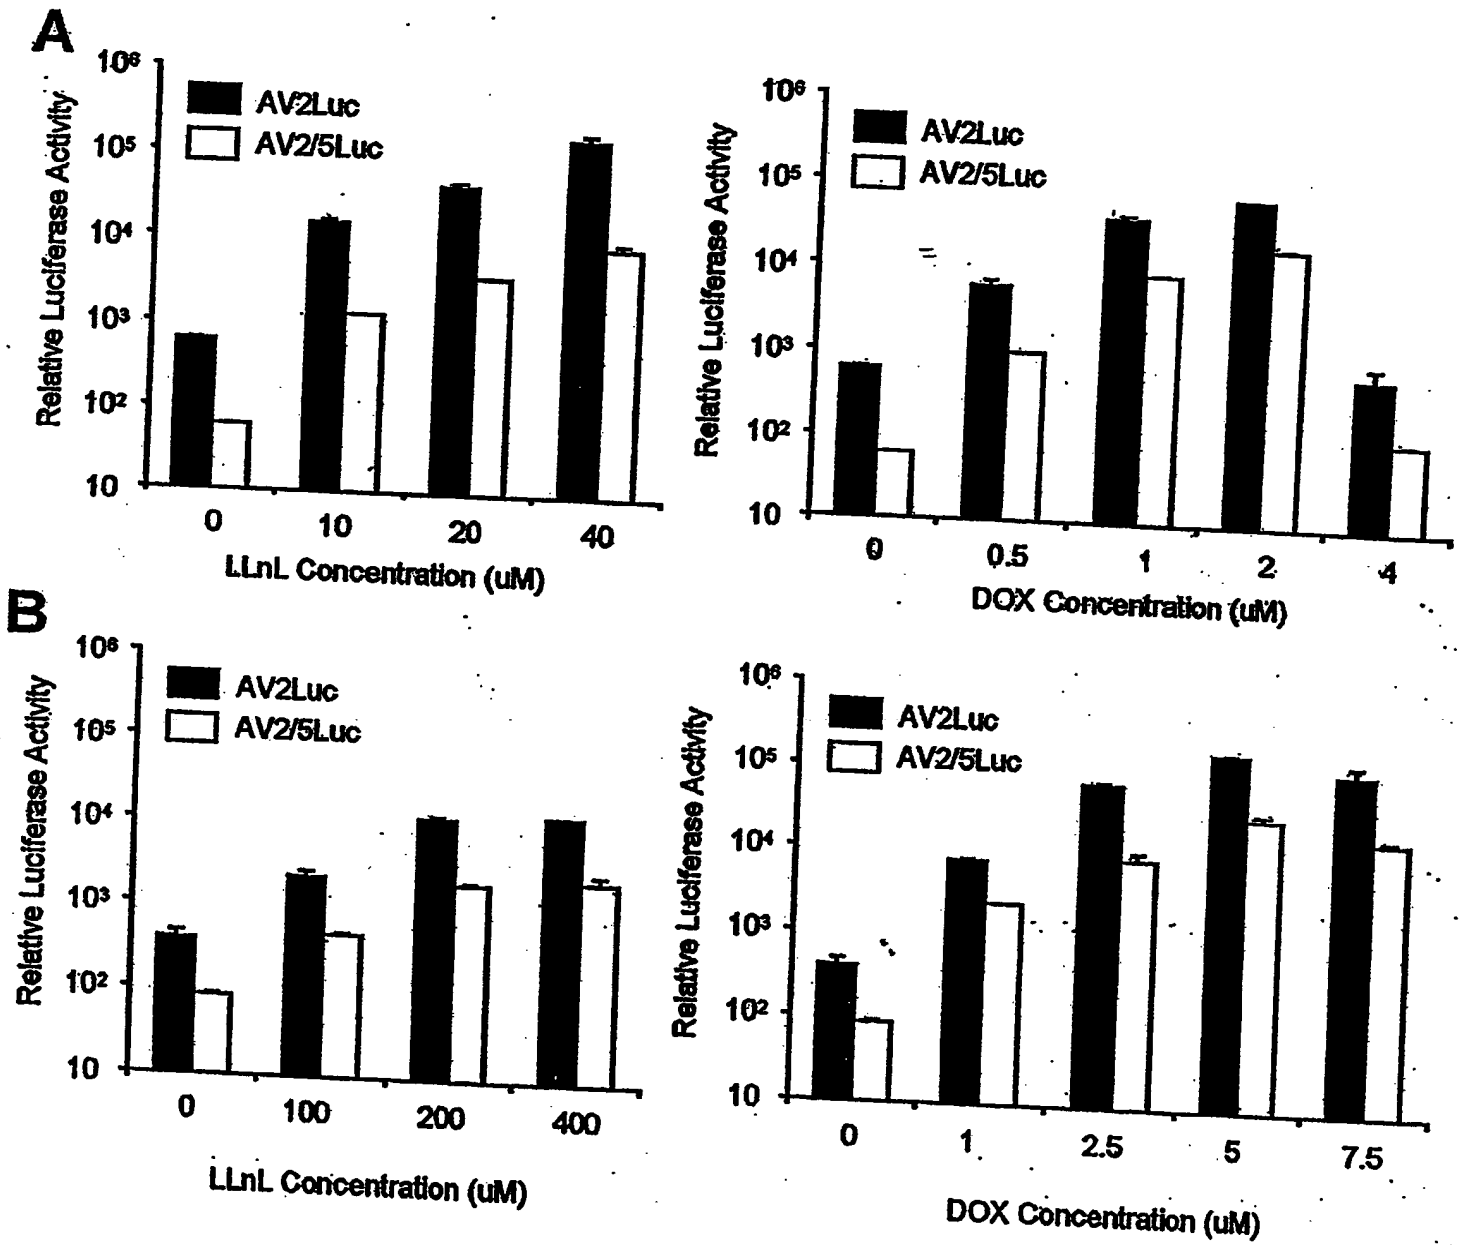 A
10⁶
10⁵
10⁴
10³
10²
10
Relative Luciferase Activity
AV2Luc
AV2/5Luc
0 10 20 40
LLnL Concentration (uM)
10⁶
10⁵
10⁴
10³
10²
10
Relative Luciferase Activity
AV2Luc
AV2/5Luc
0 0.5 1 2 4
DOX Concentration (uM)
B
10⁶
10⁵
10⁴
10³
10²
10
Relative Luciferase Activity
AV2Luc
AV2/5Luc
0 100 200 400
LLnL Concentration (uM)
10⁶
10⁵
10⁴
10³
10²
10
Relative Luciferase Activity
AV2Luc
AV2/5Luc
0 1 2.5 5 7.5
DOX Concentration (uM)